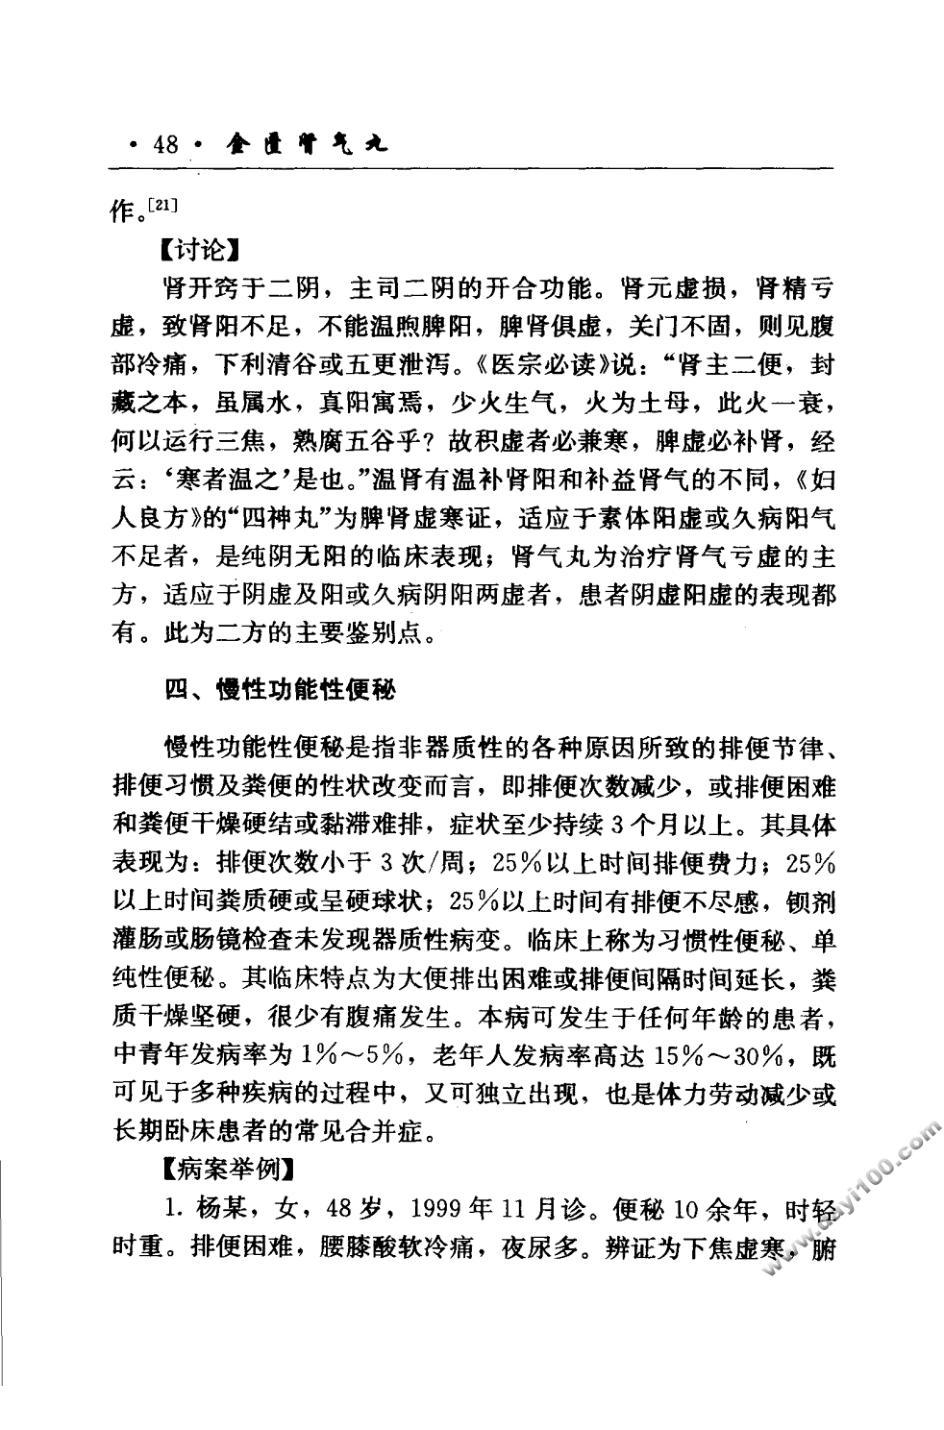 ·48· 金匮肾气丸
作。[21]
【讨论】
肾开窍于二阴，主司二阴的开合功能。肾元虚损，肾精亏
虚，致肾阳不足，不能温煦脾阳，脾肾俱虚，关门不固，则见腹
部冷痛，下利清谷或五更泄泻。《医宗必读》说：“肾主二便，封
藏之本，虽属水，真阳寓焉，少火生气，火为土母，此火一衰，
何以运行三焦，熟腐五谷乎？故积虚者必兼寒，脾虚必补肾，经
云：‘寒者温之’是也。”温肾有温补肾阳和补益肾气的不同，《妇
人良方》的“四神丸”为脾肾虚寒证，适应于素体阳虚或久病阳气
不足者，是纯阴无阳的临床表现；肾气丸为治疗肾气亏虚的主
方，适应于阴虚及阳或久病阴阳两虚者，患者阴虚阳虚的表现都
有。此为二方的主要鉴别点。
四、慢性功能性便秘
慢性功能性便秘是指非器质性的各种原因所致的排便节律、
排便习惯及粪便的性状改变而言，即排便次数减少，或排便困难
和粪便干燥硬结或黏滞难排，症状至少持续3个月以上。其具体
表现为：排便次数小于3次/周；25%以上时间排便费力；25%
以上时间粪质硬或呈硬球状；25%以上时间有排便不尽感，钡剂
灌肠或肠镜检查未发现器质性病变。临床上称为习惯性便秘、单
纯性便秘。其临床特点为大便排出困难或排便间隔时间延长，粪
质干燥坚硬，很少有腹痛发生。本病可发生于任何年龄的患者，
中青年发病率为1%～5%，老年人发病率高达15%～30%，既
可见于多种疾病的过程中，又可独立出现，也是体力劳动减少或
长期卧床患者的常见合并症。
【病案举例】
1. 杨某，女，48岁，1999年11月诊。便秘10余年，时轻
时重。排便困难，腰膝酸软冷痛，夜尿多。辨证为下焦虚寒，腑
www.dayi100.com